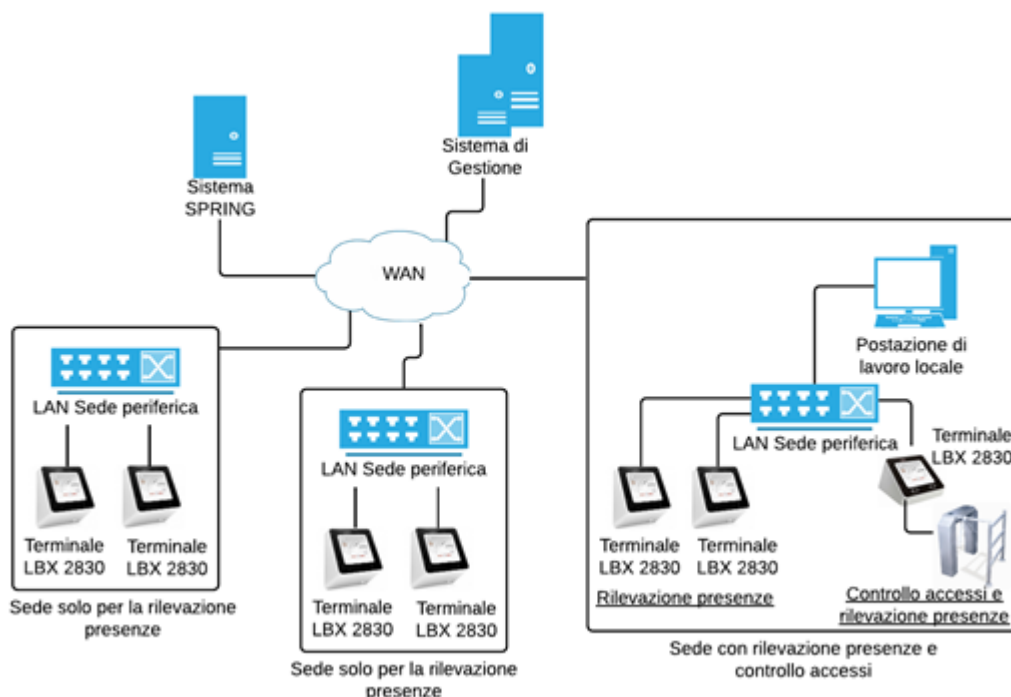 Sistema
SPRING
Sistema di
Gestione
WAN
LAN Sede periferica
Terminale
LBX 2830
Terminale
LBX 2830
Sede solo per la rilevazione
presenze
LAN Sede periferica
Terminale
LBX 2830
Terminale
LBX 2830
Sede solo per la rilevazione
presenze
Postazione di
lavoro locale
LAN Sede periferica
Terminale
LBX 2830
Terminale
LBX 2830
Terminale
LBX 2830
Rilevazione presenze
Controllo accessi e
rilevazione presenze
Sede con rilevazione presenze e
controllo accessi